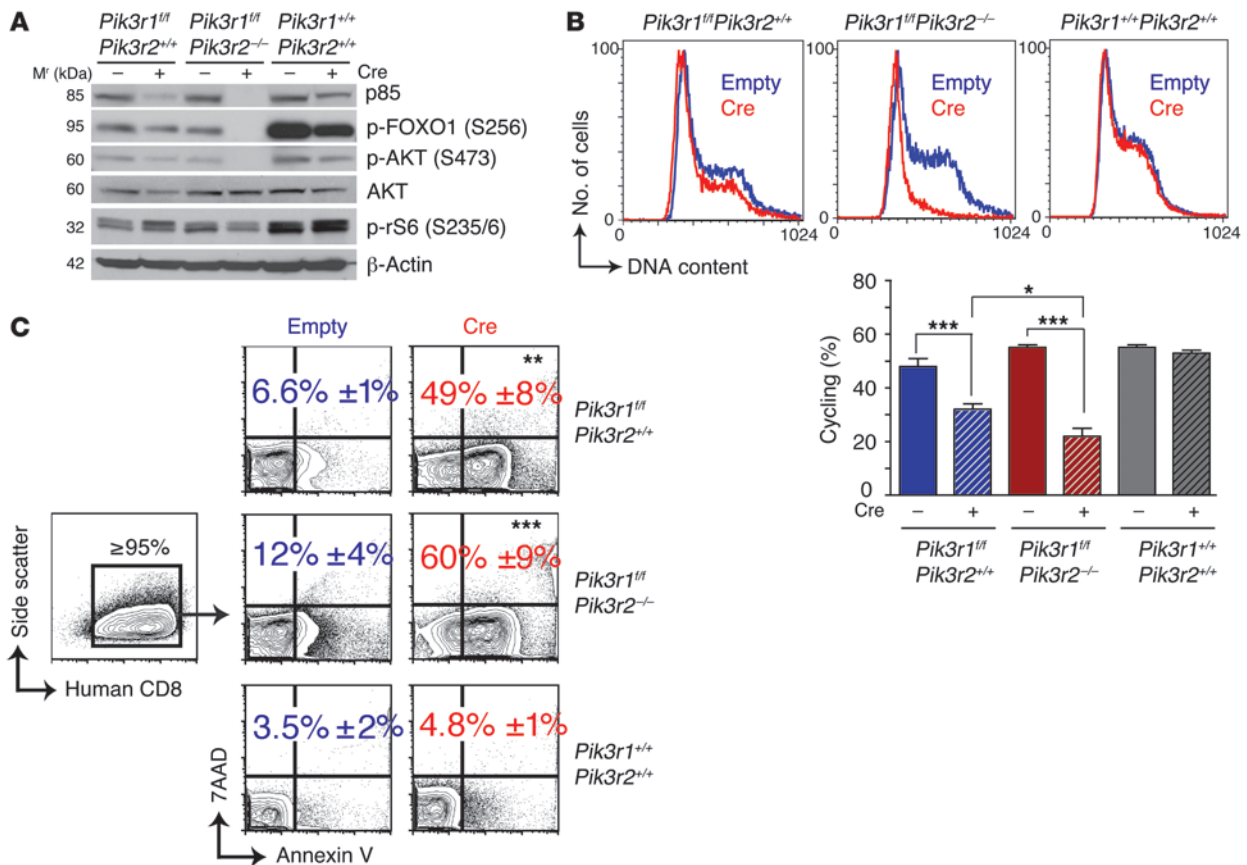 A
Pik3r1f/f Pik3r1f/f Pik3r1+/+
Pik3r2+/+ Pik3r2–/– Pik3r2+/+
Mr (kDa) – + – + – + Cre
85 p85
95 p-FOXO1 (S256)
60 p-AKT (S473)
60 AKT
32 p-rS6 (S235/6)
42 β-Actin
B
Pik3r1f/fPik3r2+/+ Pik3r1f/fPik3r2–/– Pik3r1+/+Pik3r2+/+
100 100 100
Empty Empty Empty
Cre Cre Cre
No. of cells
0 1024 0 1024 0 1024
DNA content
80
60
40
20
0
Cycling (%)
*
*** ***
Cre – + – + – +
Pik3r1f/f Pik3r1f/f Pik3r1+/+
Pik3r2+/+ Pik3r2–/– Pik3r2+/+
C
Empty Cre
**
6.6% ±1% 49% ±8%
Pik3r1f/f
Pik3r2+/+
≥95%
Side scatter
Human CD8
***
12% ±4% 60% ±9%
Pik3r1f/f
Pik3r2–/–
3.5% ±2% 4.8% ±1%
Pik3r1+/+
Pik3r2+/+
7AAD
Annexin V